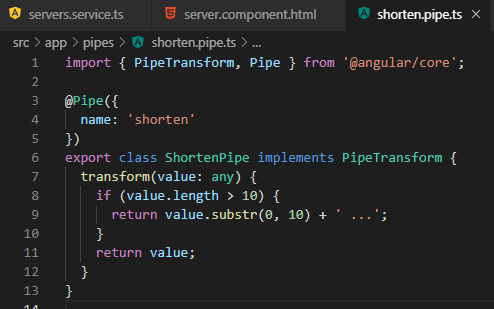 servers.service.ts server.component.html shorten.pipe.ts ×
src > app > pipes > shorten.pipe.ts > ...
1 import { PipeTransform, Pipe } from '@angular/core';
2
3 @Pipe({
4   name: 'shorten'
5 })
6 export class ShortenPipe implements PipeTransform {
7   transform(value: any) {
8     if (value.length > 10) {
9       return value.substr(0, 10) + ' ...';
10     }
11     return value;
12   }
13 }
14